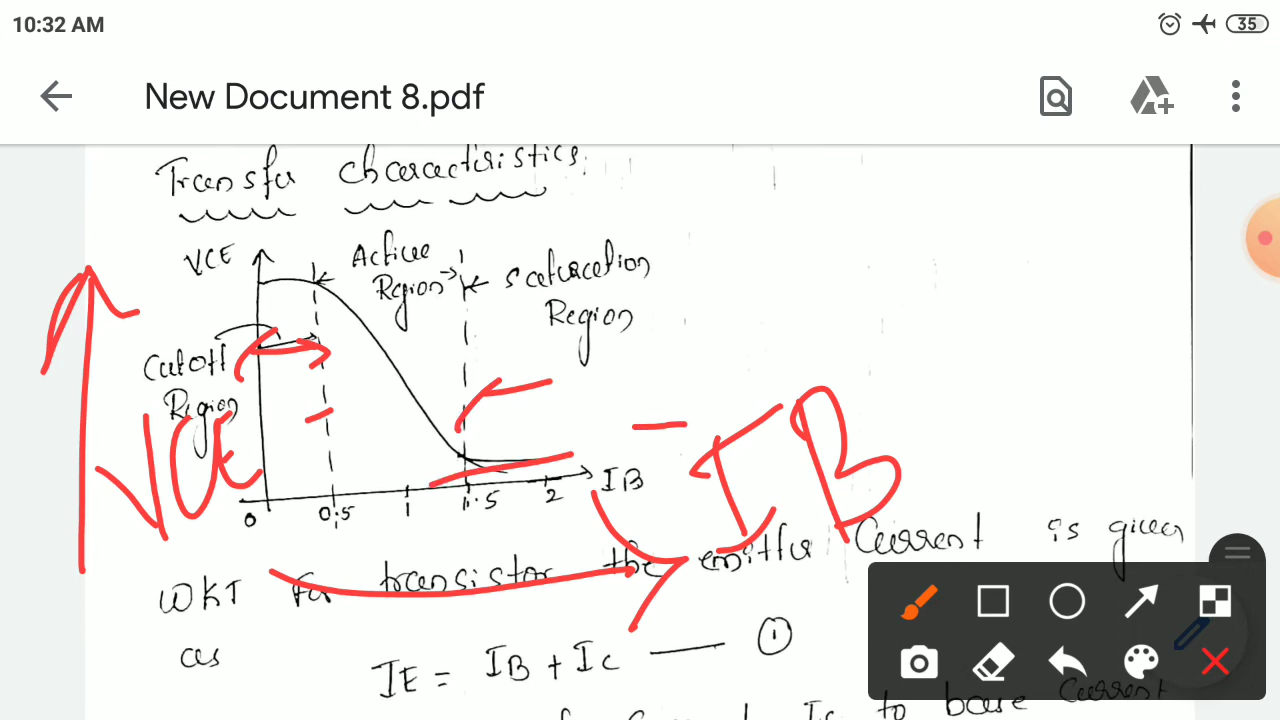 10:32 AM
35
New Document 8.pdf
Transfer characteristics.
VCE
Active
Region
Saturation
Region
Cutoff
Region
VCE
IB
IB
0 0.5 1 1.5 2
WKT For transistor the emitter Current is given
as
IE = IB + IC — 1
Current IC to base Current